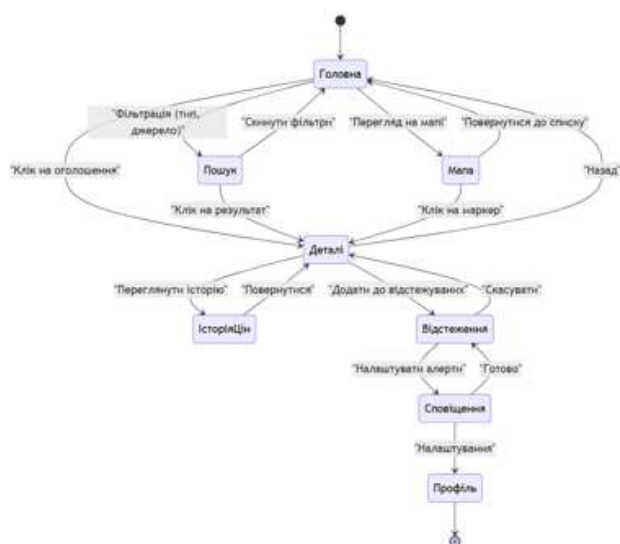 Головна
"Фільтрація (тип,
джерело)"
"Скинути фільтри"
"Перегляд на мапі"
"Повернутися до списку"
"Клік на оголошення"
Пошук
Мапа
"Назад"
"Клік на результат"
"Клік на маркер"
Деталі
"Переглянути історію"
"Повернутися"
"Додати до відстежуваних"
"Скасувати"
ІсторіяЦін
Відстеження
"Налаштувати алерти"
"Готово"
Сповіщення
"Налаштування"
Профіль